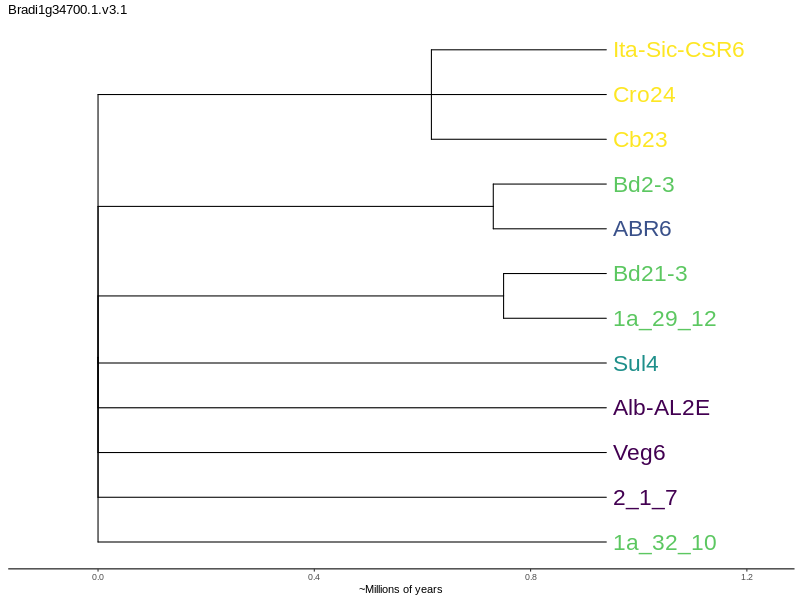 Bradi1g34700.1.v3.1
Ita-Sic-CSR6
Cro24
Cb23
Bd2-3
ABR6
Bd21-3
1a_29_12
Sul4
Alb-AL2E
Veg6
2_1_7
1a_32_10
0.0 0.4 0.8 1.2
~Millions of years